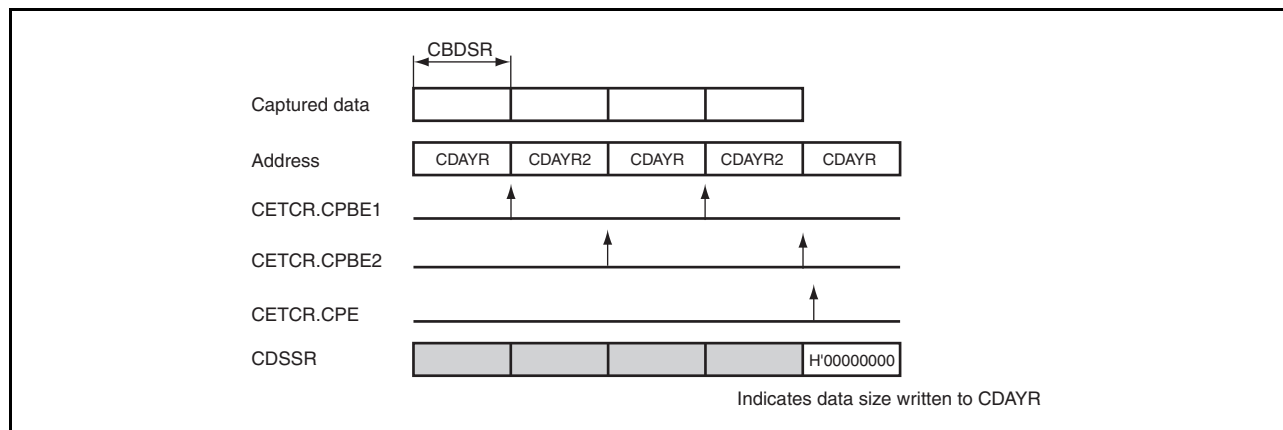 CBDSR
Captured data
Address CDAYR CDAYR2 CDAYR CDAYR2 CDAYR
CETCR.CPBE1
CETCR.CPBE2
CETCR.CPE
CDSSR H'00000000
Indicates data size written to CDAYR